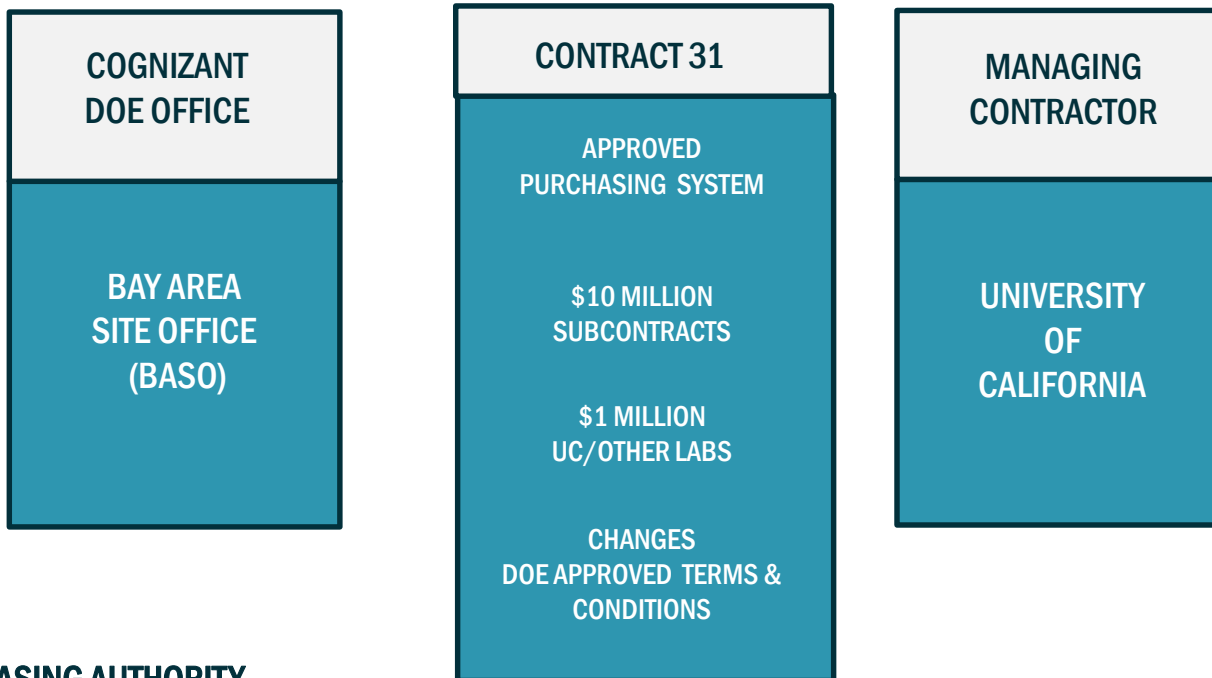 COGNIZANT
DOE OFFICE
BAY AREA
SITE OFFICE
(BASO)
CONTRACT 31
APPROVED
PURCHASING SYSTEM
$10 MILLION
SUBCONTRACTS
$1 MILLION
UC/OTHER LABS
CHANGES
DOE APPROVED TERMS &
CONDITIONS
MANAGING
CONTRACTOR
UNIVERSITY
OF
CALIFORNIA
AUTHORITY